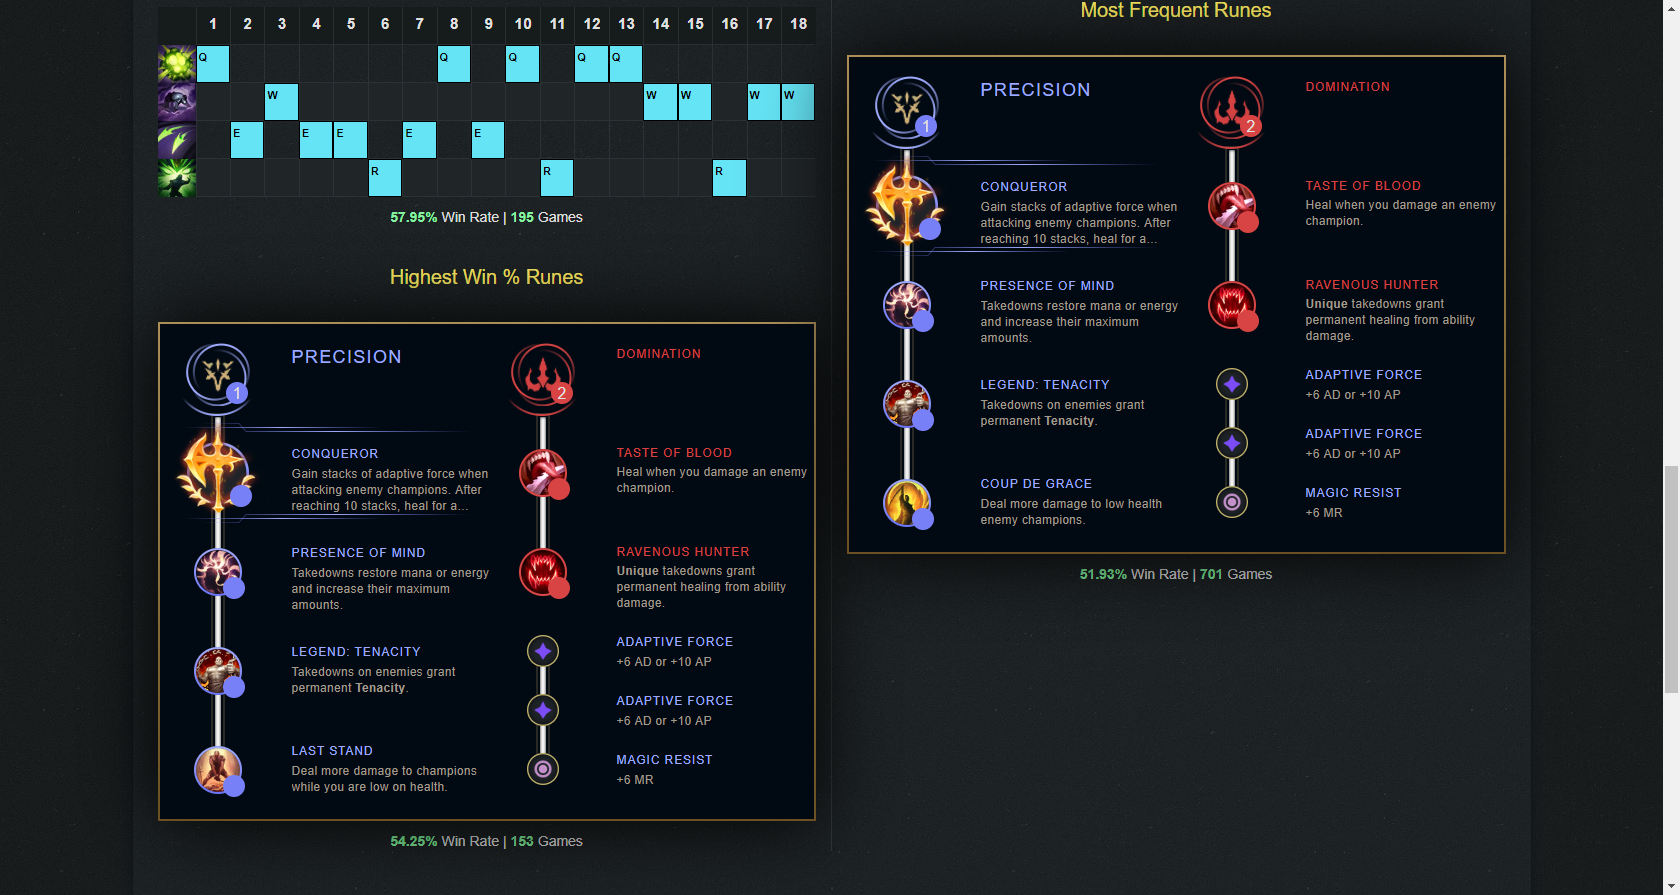 1 2 3 4 5 6 7 8 9 10 11 12 13 14 15 16 17 18
Q Q Q Q Q
W W W W W
E E E E E
R R R
57.95% Win Rate | 195 Games
Highest Win % Runes
PRECISION
1
CONQUEROR
Gain stacks of adaptive force when
attacking enemy champions. After
reaching 10 stacks, heal for a...
PRESENCE OF MIND
Takedowns restore mana or energy
and increase their maximum
amounts.
LEGEND: TENACITY
Takedowns on enemies grant
permanent Tenacity.
LAST STAND
Deal more damage to champions
while you are low on health.
DOMINATION
2
TASTE OF BLOOD
Heal when you damage an enemy
champion.
RAVENOUS HUNTER
Unique takedowns grant
permanent healing from ability
damage.
ADAPTIVE FORCE
+6 AD or +10 AP
ADAPTIVE FORCE
+6 AD or +10 AP
MAGIC RESIST
+6 MR
54.25% Win Rate | 153 Games
Most Frequent Runes
PRECISION
1
CONQUEROR
Gain stacks of adaptive force when
attacking enemy champions. After
reaching 10 stacks, heal for a...
PRESENCE OF MIND
Takedowns restore mana or energy
and increase their maximum
amounts.
LEGEND: TENACITY
Takedowns on enemies grant
permanent Tenacity.
COUP DE GRACE
Deal more damage to low health
enemy champions.
DOMINATION
2
TASTE OF BLOOD
Heal when you damage an enemy
champion.
RAVENOUS HUNTER
Unique takedowns grant
permanent healing from ability
damage.
ADAPTIVE FORCE
+6 AD or +10 AP
ADAPTIVE FORCE
+6 AD or +10 AP
MAGIC RESIST
+6 MR
51.93% Win Rate | 701 Games